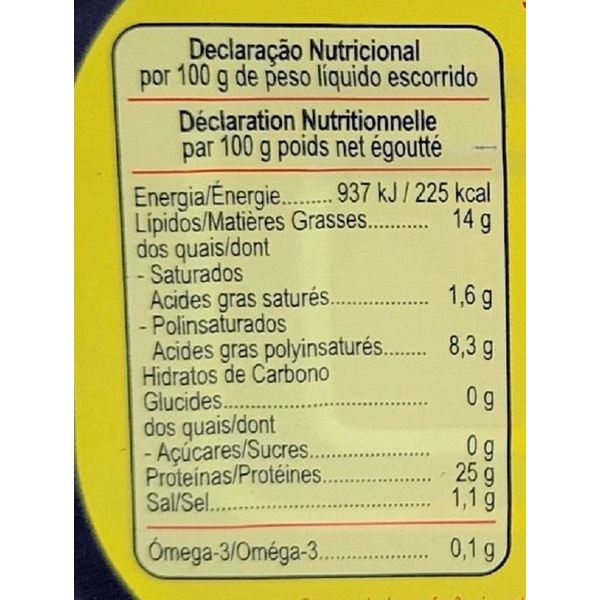 Declaração Nutricional
por 100 g de peso líquido escorrido
Déclaration Nutritionnelle
par 100 g poids net égoutté
Energia/Énergie......... 937 kJ / 225 kcal
Lípidos/Matières Grasses........... 14 g
dos quais/dont
- Saturados
Acides gras saturés.................. 1,6 g
- Polinsaturados
Acides gras polyinsaturés........ 8,3 g
Hidratos de Carbono
Glucides...................................... 0 g
dos quais/dont
- Açúcares/Sucres...................... 0 g
Proteínas/Protéines.................... 25 g
Sal/Sel........................................ 1,1 g
Ómega-3/Oméga-3.................... 0,1 g